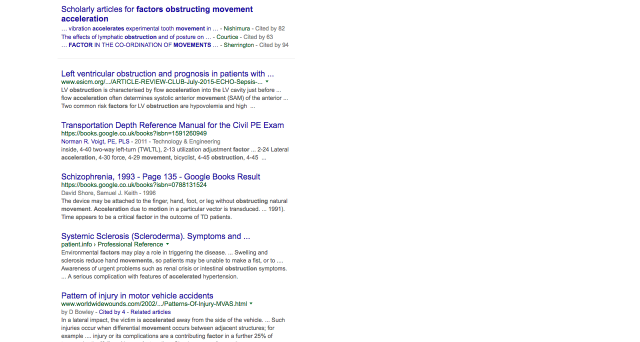 Scholarly articles for factors obstructing movement
acceleration
... vibration accelerates experimental tooth movement in ... - Nishimura - Cited by 82
The effects of lymphatic obstruction and of posture on ... - Courtice - Cited by 63
... FACTOR IN THE CO-ORDINATION OF MOVEMENTS ... - Sherrington - Cited by 94
Left ventricular obstruction and prognosis in patients with ...
www.esicm.org/.../ARTICLE-REVIEW-CLUB-July-2015-ECHO-Sepsis-...
LV obstruction is characterised by flow acceleration into the LV cavity just before ...
flow acceleration often determines systolic anterior movement (SAM) of the anterior ...
Two common risk factors for LV obstruction are hypovolemia and high ...
Transportation Depth Reference Manual for the Civil PE Exam
https://books.google.co.uk/books?isbn=1591260949
Norman R. Voigt, PE, PLS - 2011 - Technology & Engineering
inside, 4-40 two-way left-turn (TWLTL), 2-13 utilization adjustment factor ... 2-24 Lateral
acceleration, 4-30 force, 4-29 movement, bicyclist, 4-45 obstruction, 4-45 ...
Schizophrenia, 1993 - Page 135 - Google Books Result
https://books.google.co.uk/books?isbn=0788131524
David Shore, Samuel J. Keith - 1996
The device may be attached to the finger, hand, foot, or leg without obstructing natural
movement. Acceleration due to motion in a particular vector is transduced. ... 1991).
Time appears to be a critical factor in the outcome of TD patients.
Systemic Sclerosis (Scleroderma). Symptoms and ...
patient.info › Professional Reference
Environmental factors may play a role in triggering the disease. ... Swelling and
sclerosis reduce hand movements, so patients may be unable to make a fist, or to ....
Awareness of urgent problems such as renal crisis or intestinal obstruction symptoms.
... A serious complication with features of accelerated hypertension.
Pattern of injury in motor vehicle accidents
www.worldwidewounds.com/2002/.../Patterns-Of-Injury-MVAS.html
by D Bowley - Cited by 4 - Related articles
In a lateral impact, the victim is accelerated away from the side of the vehicle. ... Such
injuries occur when differential movement occurs between adjacent structures; for
example .... injury or its complications are a contributing factor in a further 25% of